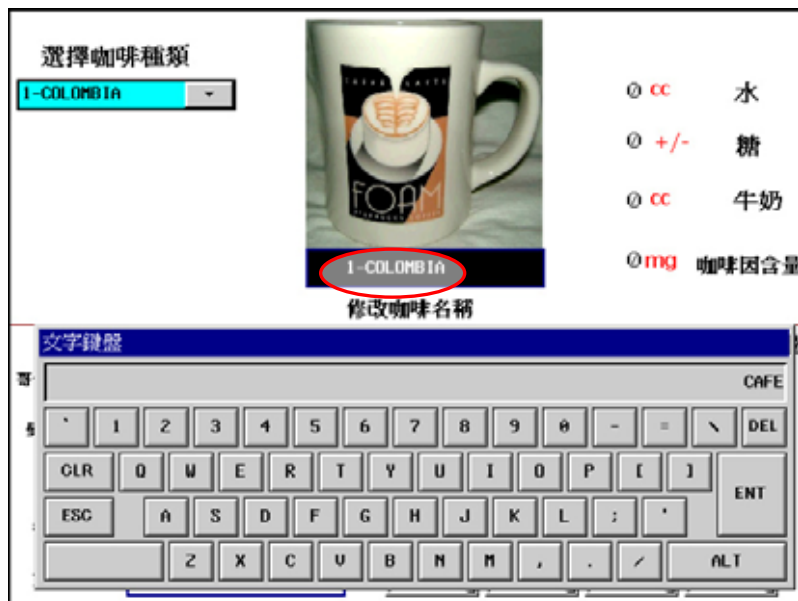 選擇咖啡種類
1-COLOMBIA
FOAM
0 cc 水
0 +/- 糖
0 cc 牛奶
0 mg 咖啡因含量
1-COLOMBIA
修改咖啡名稱
文字鍵盤
CAFE
` 1 2 3 4 5 6 7 8 9 0 - = \ DEL
CLR Q W E R T Y U I O P [ ]
ENT
ESC A S D F G H J K L ; '
Z X C V B N M , . / ALT